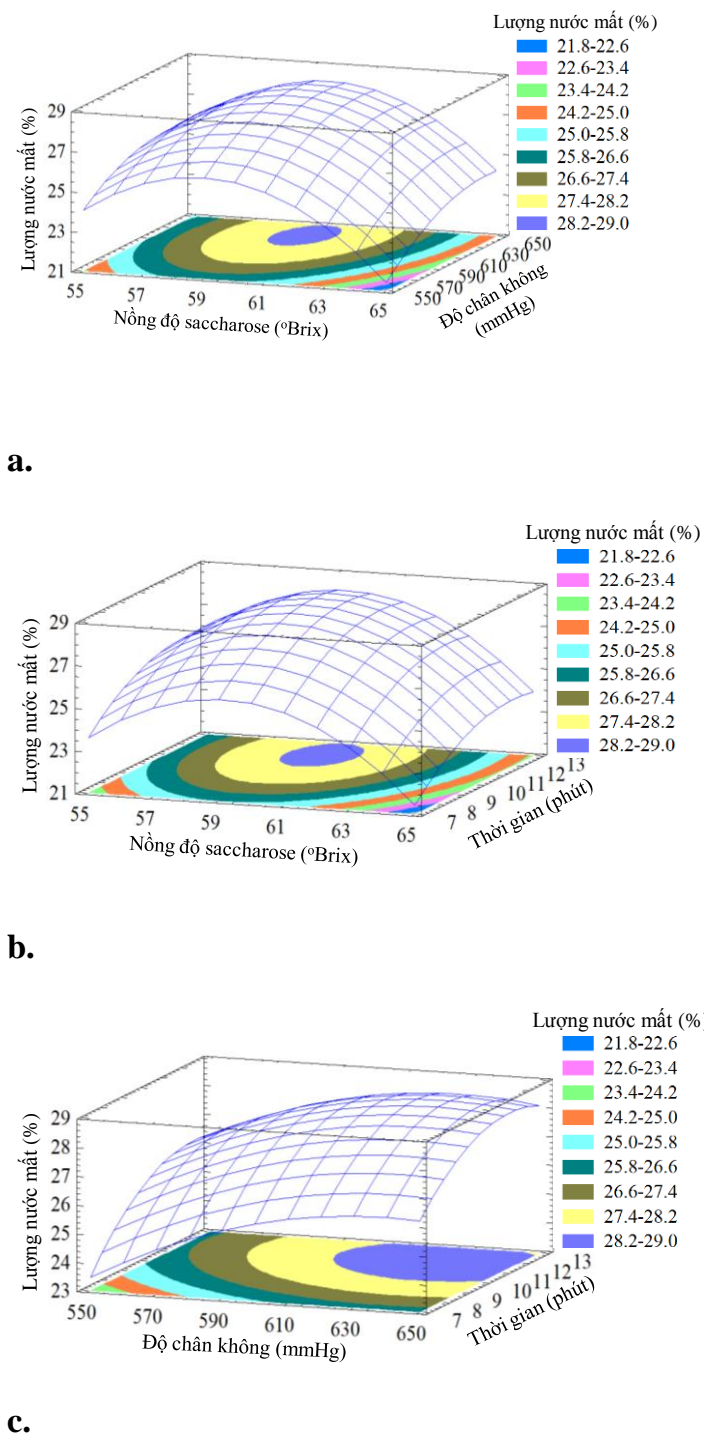 Lượng nước mất (%)
21.8-22.6
22.6-23.4
23.4-24.2
24.2-25.0
25.0-25.8
25.8-26.6
26.6-27.4
27.4-28.2
28.2-29.0
Lượng nước mất (%)
29
27
25
23
21
55 57 59 61 63 65
Nồng độ saccharose (°Brix)
550 570 590 610 630 650
Độ chân không
(mmHg)
a.
Lượng nước mất (%)
21.8-22.6
22.6-23.4
23.4-24.2
24.2-25.0
25.0-25.8
25.8-26.6
26.6-27.4
27.4-28.2
28.2-29.0
Lượng nước mất (%)
29
27
25
23
21
55 57 59 61 63 65
Nồng độ saccharose (°Brix)
7 8 9 10 11 12 13
Thời gian (phút)
b.
Lượng nước mất (%)
21.8-22.6
22.6-23.4
23.4-24.2
24.2-25.0
25.0-25.8
25.8-26.6
26.6-27.4
27.4-28.2
28.2-29.0
Lượng nước mất (%)
29
28
27
26
25
24
23
550 570 590 610 630 650
Độ chân không (mmHg)
7 8 9 10 11 12 13
Thời gian (phút)
c.